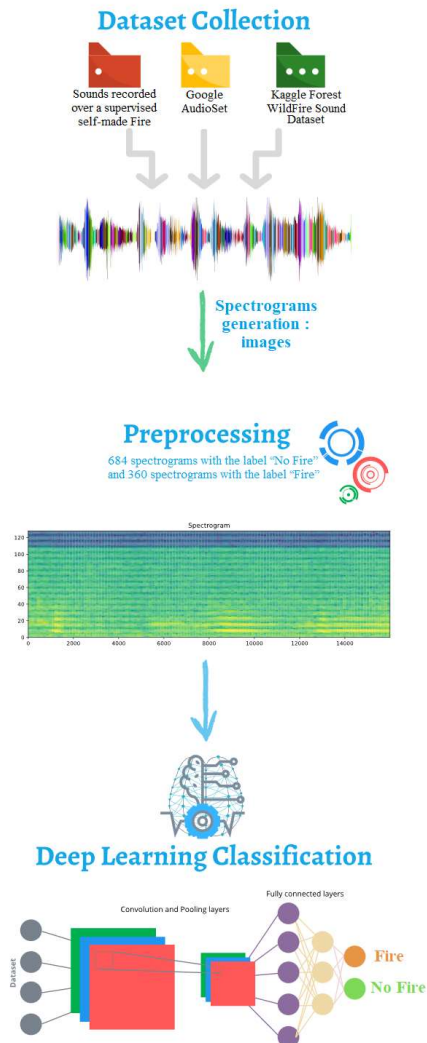 Dataset Collection
Sounds recorded
over a supervised
self-made Fire
Google
AudioSet
Kaggle Forest
WildFire Sound
Dataset
Spectrograms
generation :
images
Preprocessing
684 spectrograms with the label “No Fire”
and 360 spectrograms with the label “Fire”
Spectrogram
120
100
80
60
40
20
0
0 2000 4000 6000 8000 10000 12000 14000
Deep Learning Classification
Fully connected layers
Convolution and Pooling layers
Dataset
Fire
No Fire